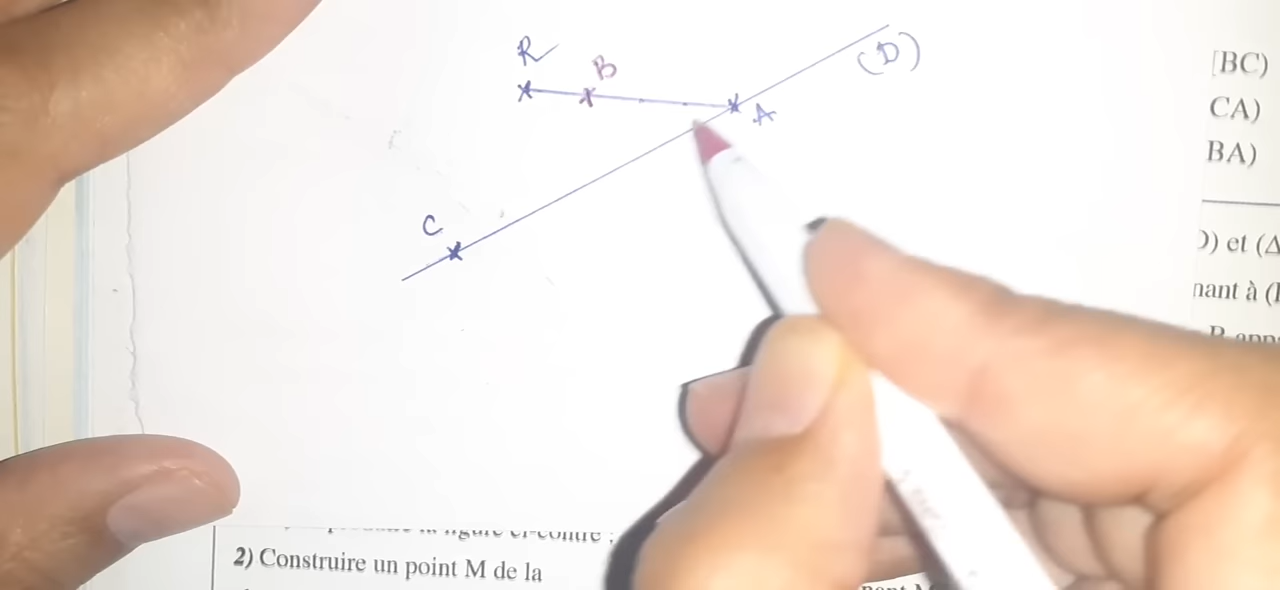 R
B
(D)
A
C
[BC)
CA)
BA)
) et (Δ
nant à (
2) Construire un point M de la